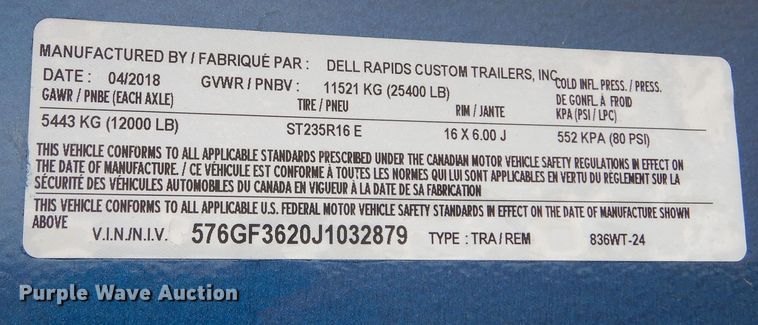 MANUFACTURED BY / FABRIQUÉ PAR : DELL RAPIDS CUSTOM TRAILERS, INC.
DATE : 04/2018 GVWR / PNBV : 11521 KG (25400 LB)
COLD INFL. PRESS. / PRESS.
DE GONFL. À FROID
KPA (PSI / LPC)
GAWR / PNBE (EACH AXLE) TIRE / PNEU RIM / JANTE
5443 KG (12000 LB) ST235R16 E 16 X 6.00 J 552 KPA (80 PSI)
THIS VEHICLE CONFORMS TO ALL APPLICABLE STANDARDS PRESCRIBED UNDER THE CANADIAN MOTOR VEHICLE SAFETY REGULATIONS IN EFFECT ON
THE DATE OF MANUFACTURE. / CE VÉHICULE EST CONFORME À TOUTES LES NORMES QUI LUI SONT APPLICABLES EN VERTU DU RÈGLEMENT SUR LA
SÉCURITÉ DES VÉHICULES AUTOMOBILES DU CANADA EN VIGUEUR À LA DATE DE SA FABRICATION
THIS VEHICLE CONFORMS TO ALL APPLICABLE U.S. FEDERAL MOTOR VEHICLE SAFETY STANDARDS IN EFFECT ON THE DATE OF MANUFACTURE SHOWN
ABOVE
V.I.N./N.I.V. 576GF3620J1032879 TYPE : TRA / REM 836WT-24
Purple Wave Auction